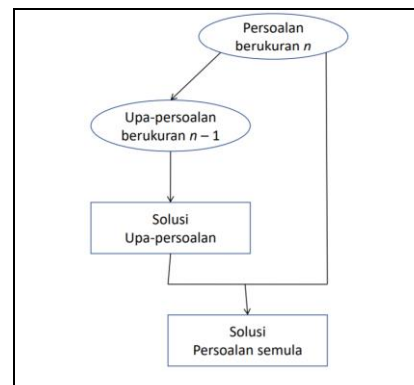 Persoalan
berukuran n
Upa-persoalan
berukuran n – 1
Solusi
Upa-persoalan
Solusi
Persoalan semula